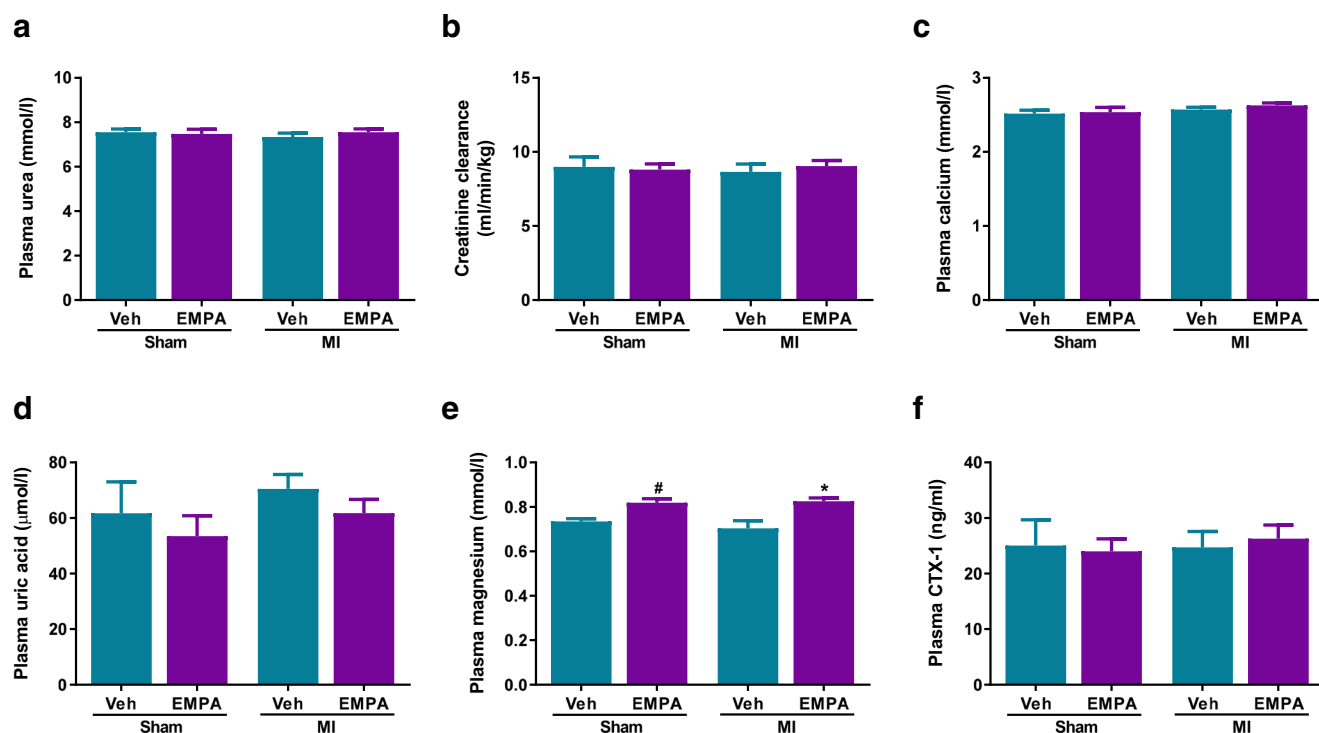 a
Plasma urea (mmol/l)
10
8
6
4
2
0
Veh EMPA Veh EMPA
Sham MI
b
Creatinine clearance
(ml/min/kg)
15
10
5
0
Veh EMPA Veh EMPA
Sham MI
c
Plasma calcium (mmol/l)
3
2
1
0
Veh EMPA Veh EMPA
Sham MI
d
Plasma uric acid (μmol/l)
80
60
40
20
0
Veh EMPA Veh EMPA
Sham MI
e
Plasma magnesium (mmol/l)
1.0
0.8
0.6
0.4
0.2
0.0
# *
Veh EMPA Veh EMPA
Sham MI
f
Plasma CTX-1 (ng/ml)
40
30
20
10
0
Veh EMPA Veh EMPA
Sham MI